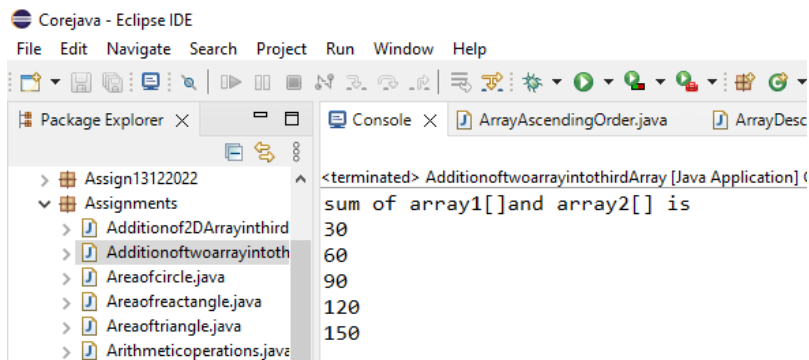 Corejava - Eclipse IDE
File Edit Navigate Search Project Run Window Help
Package Explorer
Console
ArrayAscendingOrder.java
ArrayDesc
Assign13122022
Assignments
Additionof2DArrayinthird
Additionoftwoarrayintoth
Areaofcircle.java
Areaofreactangle.java
Areaoftriangle.java
Arithmeticoperations.java
<terminated> AdditionoftwoarrayintothirdArray [Java Application]
sum of array1[]and array2[] is
30
60
90
120
150